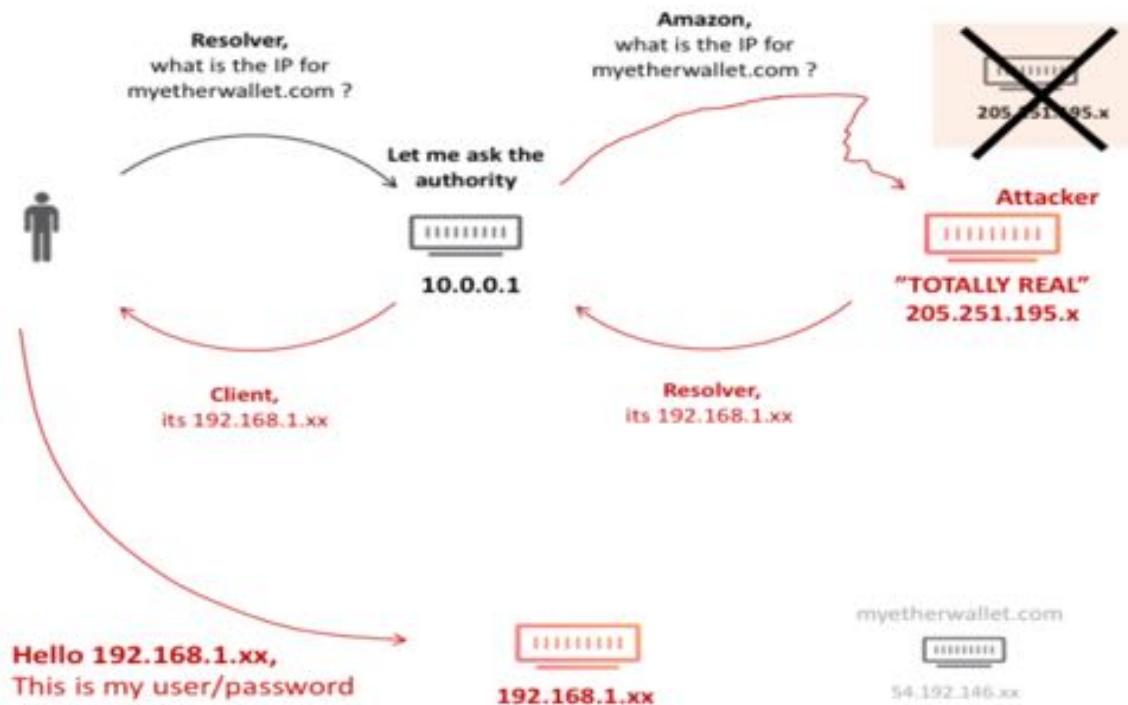 Resolver,
what is the IP for
myetherwallet.com ?
Amazon,
what is the IP for
myetherwallet.com ?
205.251.195.x
Let me ask the
authority
10.0.0.1
Attacker
"TOTALLY REAL"
205.251.195.x
Client,
its 192.168.1.xx
Resolver,
its 192.168.1.xx
Hello 192.168.1.xx,
This is my user/password
192.168.1.xx
myetherwallet.com
54.192.146.xx